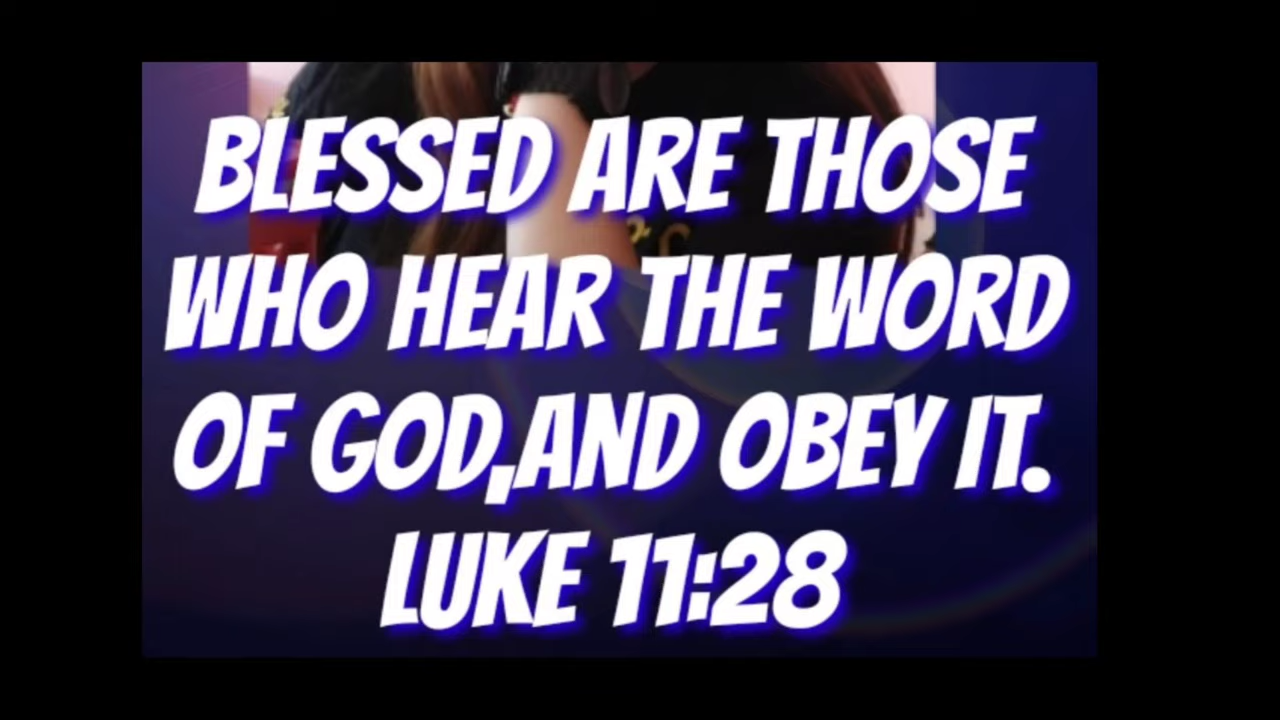 BLESSED ARE THOSE
WHO HEAR THE WORD
OF GOD,AND OBEY IT.
LUKE 11:28